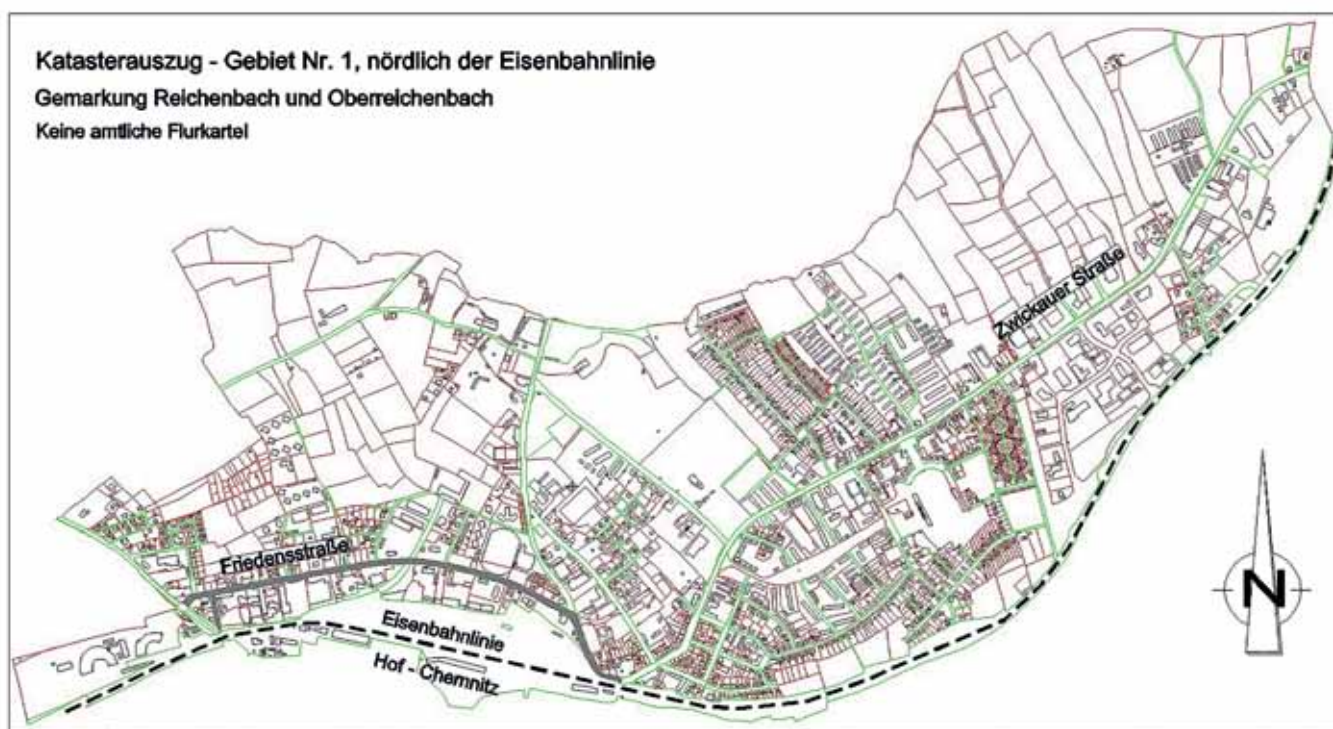 Katasterauszug - Gebiet Nr. 1, nördlich der Eisenbahnlinie
Gemarkung Reichenbach und Oberreichenbach
Keine amtliche Flurkarte!
Zwickauer Straße
Friedensstraße
Eisenbahnlinie
Hof - Chemnitz
N